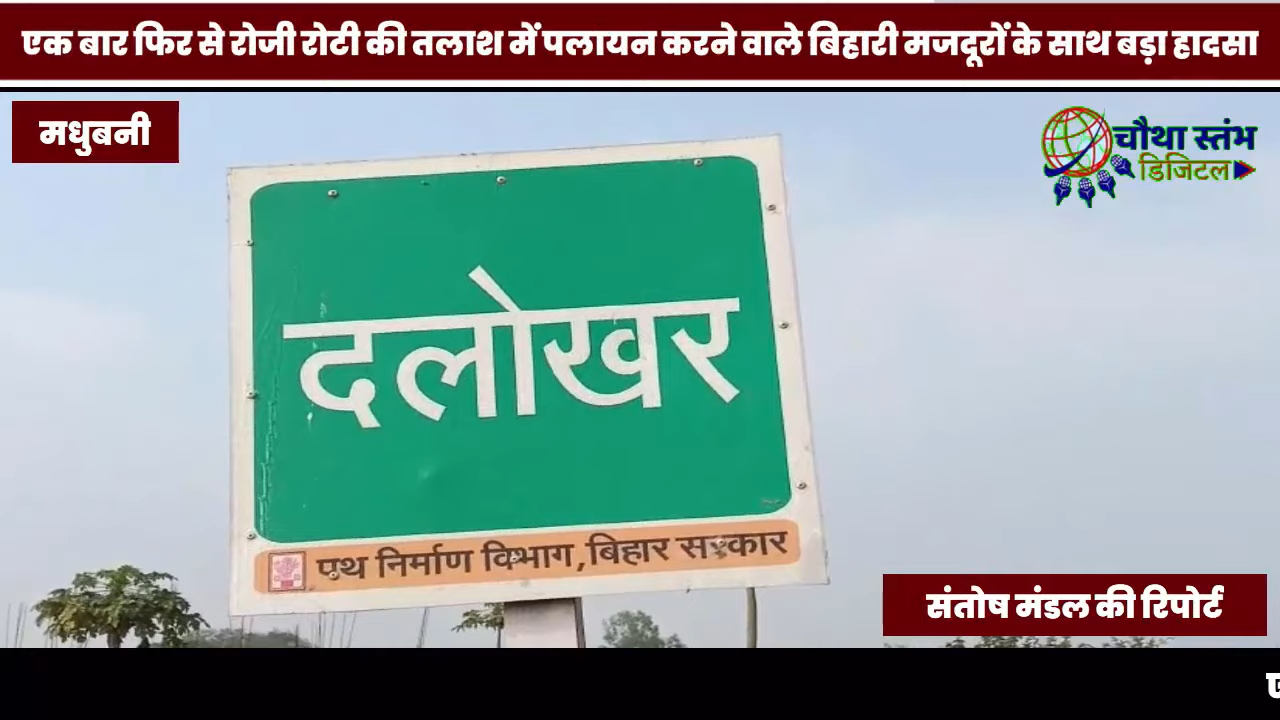 एक बार फिर से रोजी रोटी की तलाश में पलायन करने वाले बिहारी मजदूरों के साथ बड़ा हादसा
मधुबनी
चौथा स्तंभ
डिजिटल
दलोखर
पथ निर्माण विभाग, बिहार सरकार
संतोष मंडल की रिपोर्ट